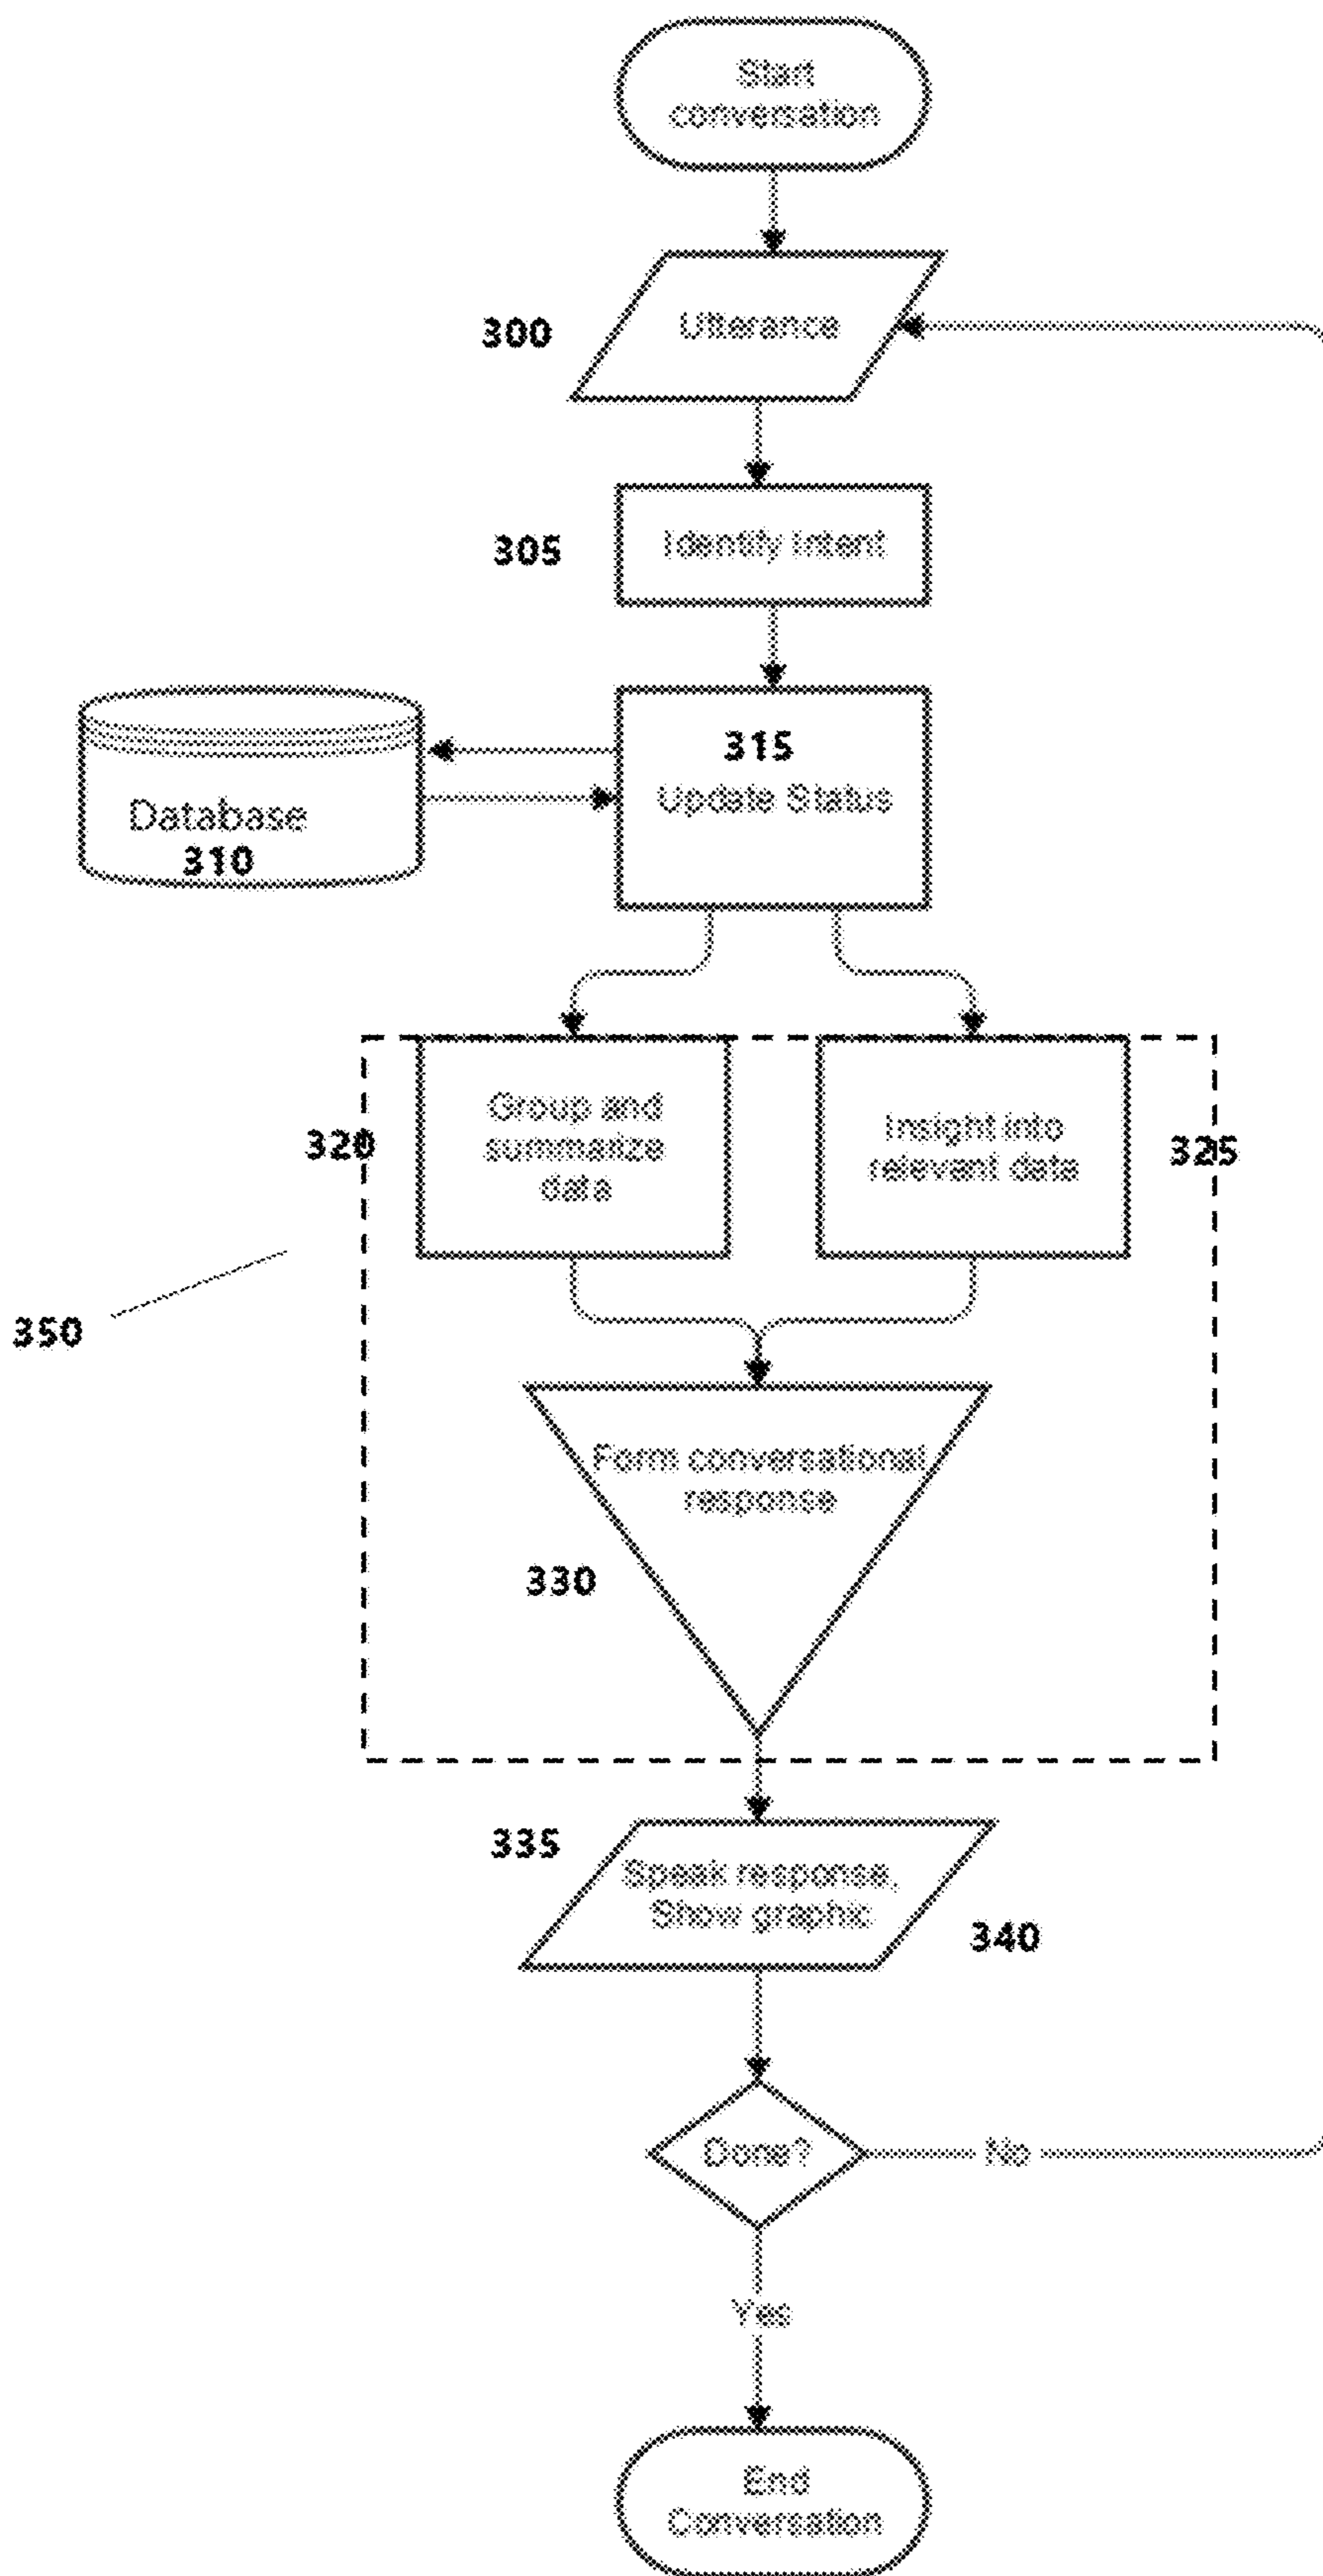 Start
conversation
300
Utterance
305
Identify Intent
315
Update Status
Database
310
320
Group and
summarize
data
Insight into
relevant data
325
350
Form conversational
response
330
335
Speak response,
Show graphic
340
Done?
No
Yes
End
Conversation